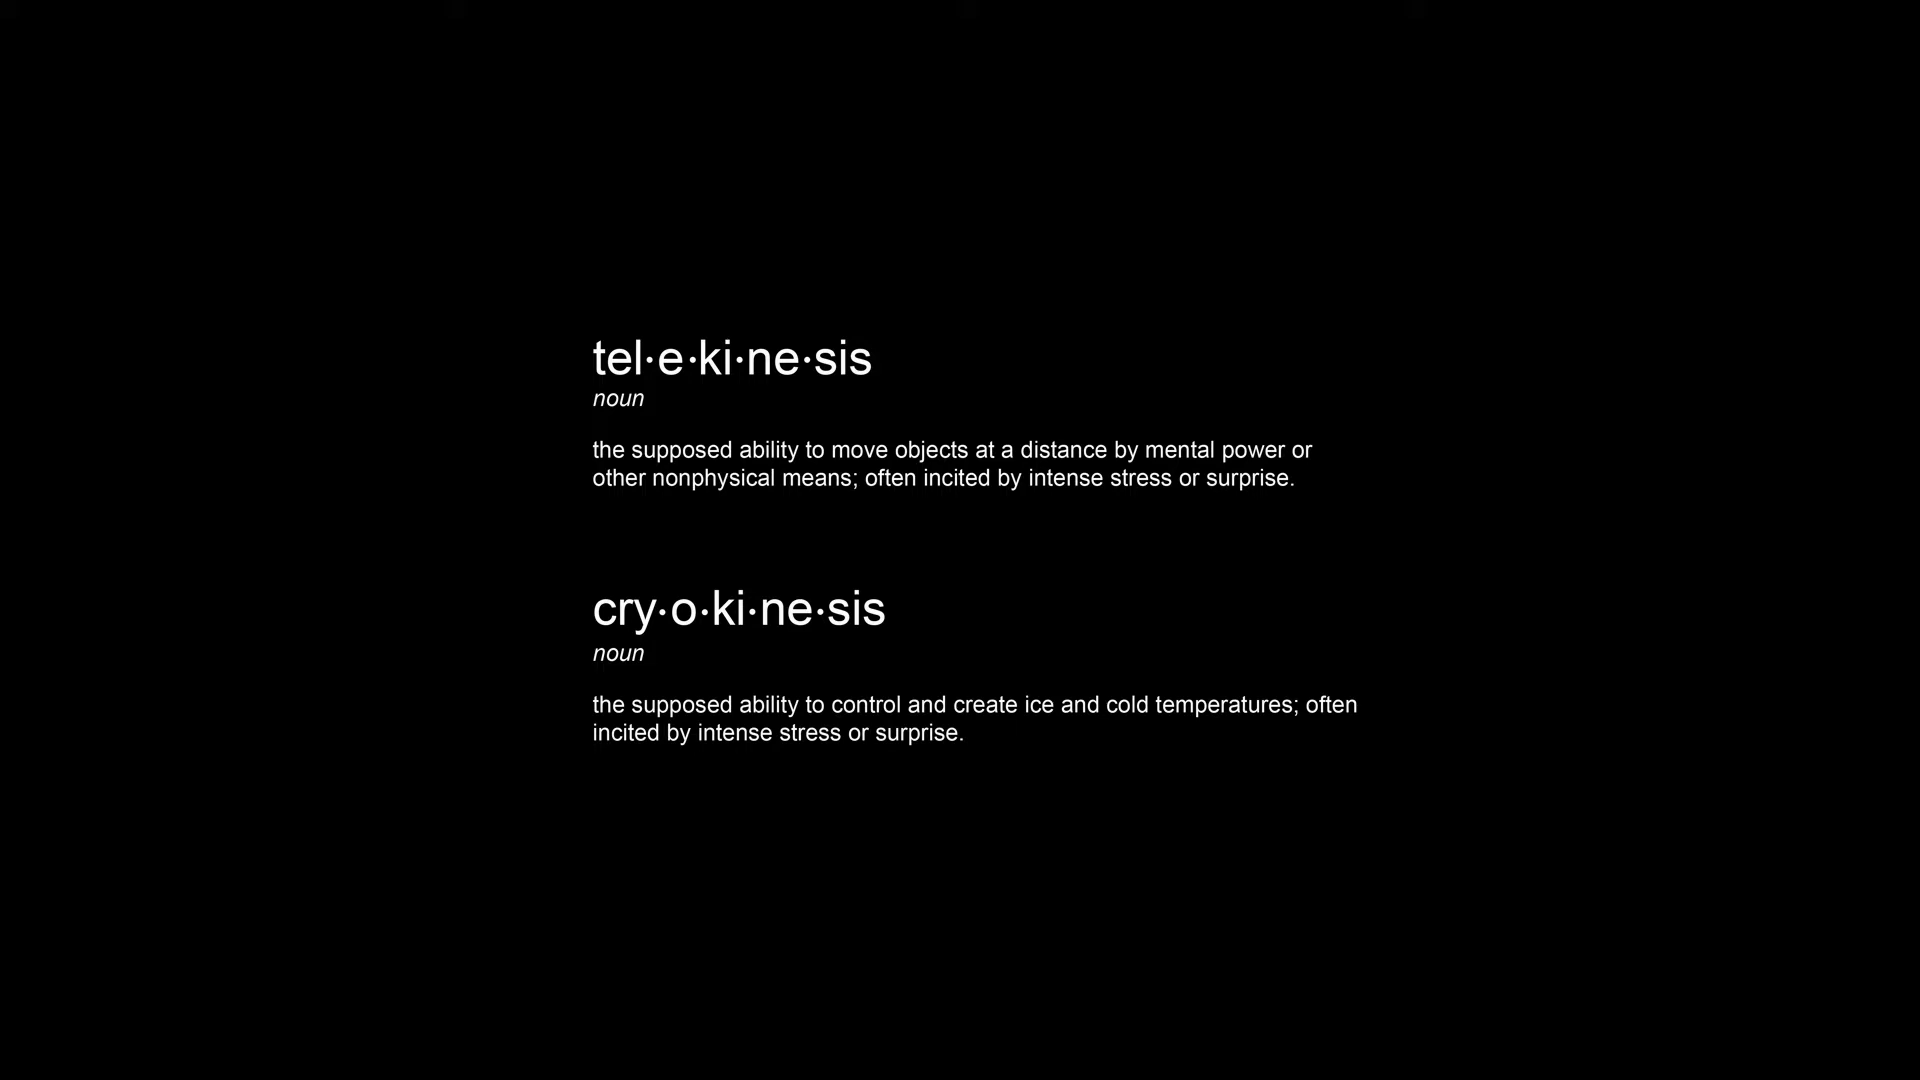 tel·e·ki·ne·sis
noun
the supposed ability to move objects at a distance by mental power or
other nonphysical means; often incited by intense stress or surprise.
cry·o·ki·ne·sis
noun
the supposed ability to control and create ice and cold temperatures; often
incited by intense stress or surprise.